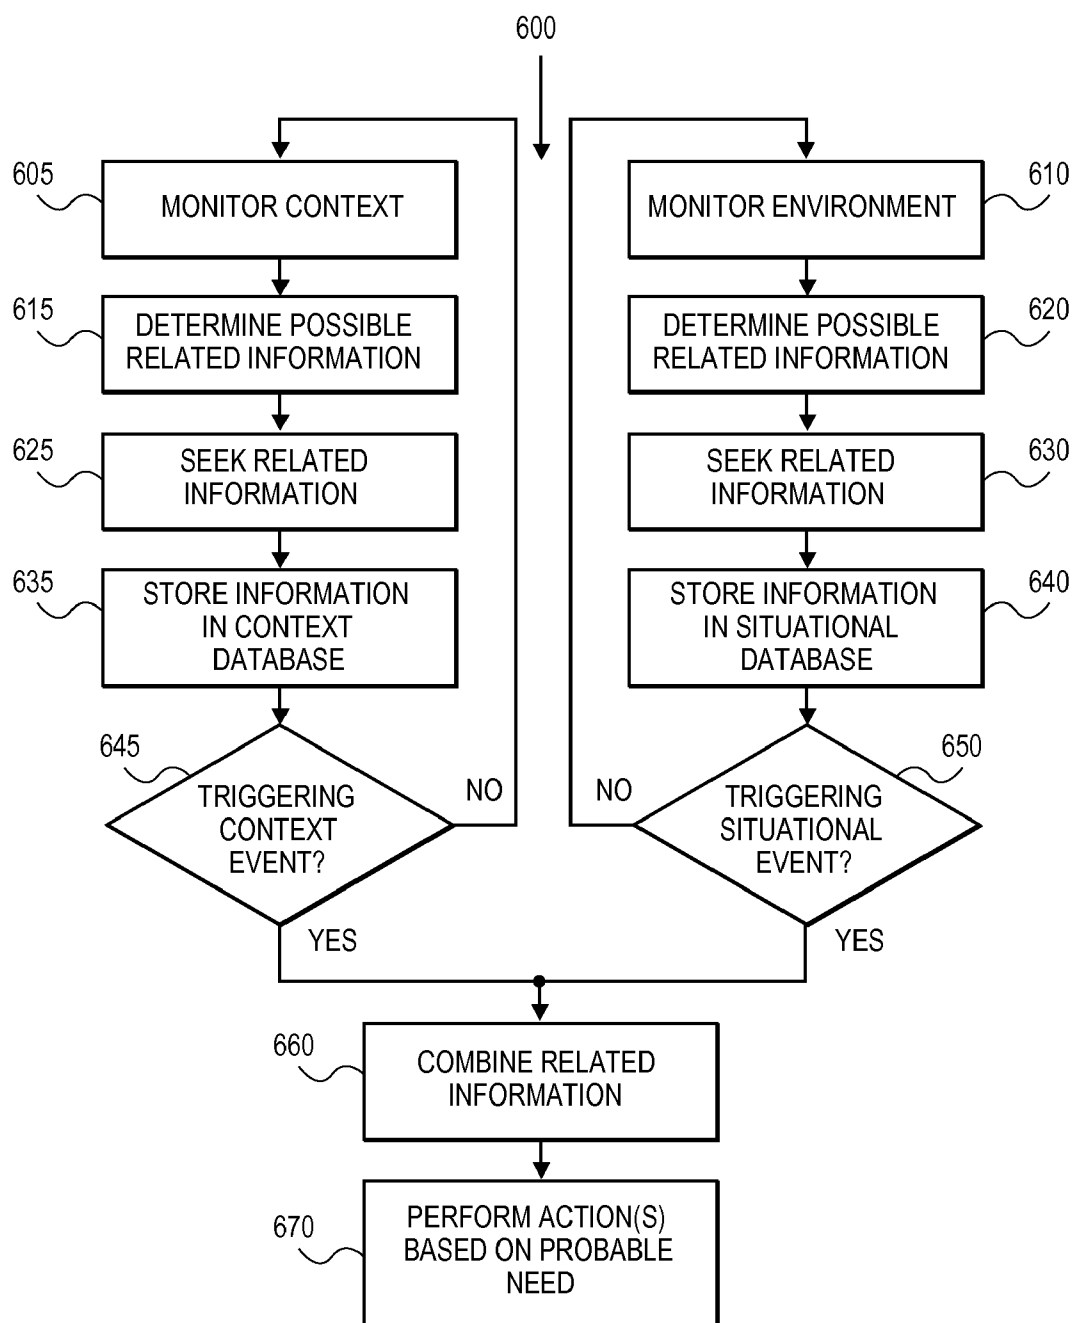 600
605
MONITOR CONTEXT
MONITOR ENVIRONMENT
610
615
DETERMINE POSSIBLE
RELATED INFORMATION
DETERMINE POSSIBLE
RELATED INFORMATION
620
625
SEEK RELATED
INFORMATION
SEEK RELATED
INFORMATION
630
635
STORE INFORMATION
IN CONTEXT
DATABASE
STORE INFORMATION
IN SITUATIONAL
DATABASE
640
645
TRIGGERING
CONTEXT
EVENT?
NO
YES
NO
TRIGGERING
SITUATIONAL
EVENT?
650
YES
660
COMBINE RELATED
INFORMATION
670
PERFORM ACTION(S)
BASED ON PROBABLE
NEED